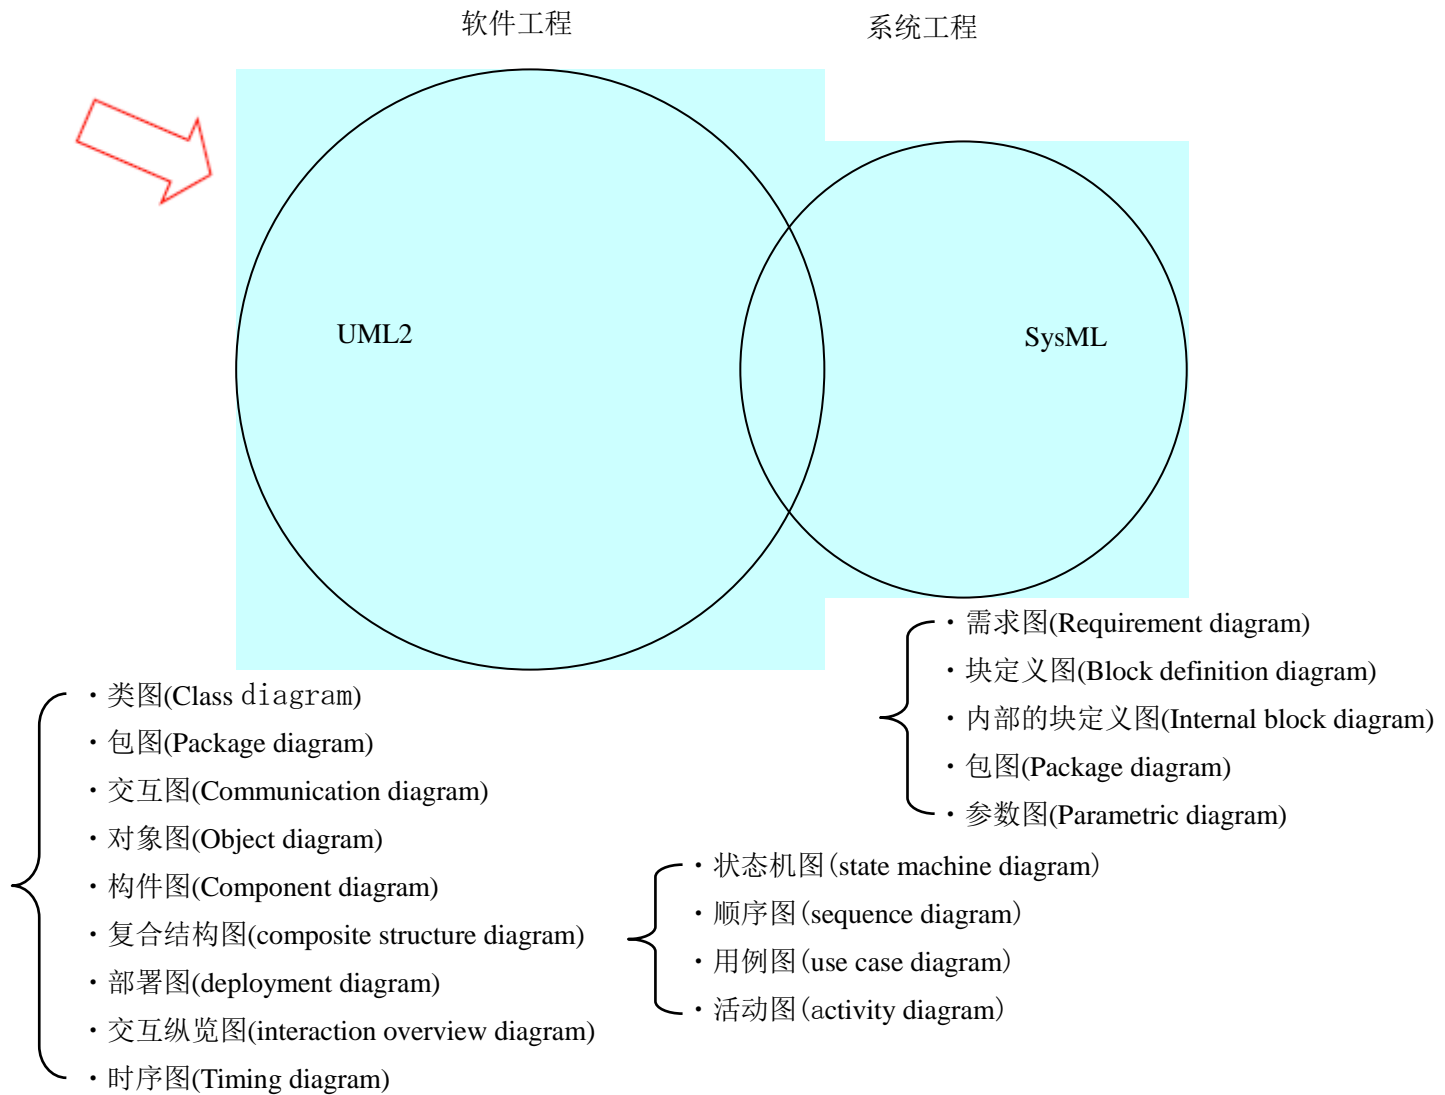 软件工程
系统工程
UML2
SysML
・需求图(Requirement diagram)
・块定义图(Block definition diagram)
・内部的块定义图(Internal block diagram)
・包图(Package diagram)
・参数图(Parametric diagram)
・类图(Class diagram)
・包图(Package diagram)
・交互图(Communication diagram)
・对象图(Object diagram)
・构件图(Component diagram)
・复合结构图(composite structure diagram)
・部署图(deployment diagram)
・交互纵览图(interaction overview diagram)
・时序图(Timing diagram)
・状态机图(state machine diagram)
・顺序图(sequence diagram)
・用例图(use case diagram)
・活动图(activity diagram)